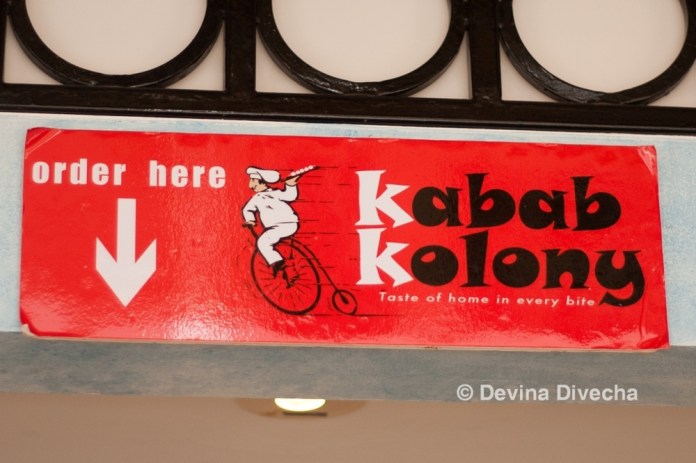 order here
kabab
kolony
Taste of home in every bite
© Devina Divecha